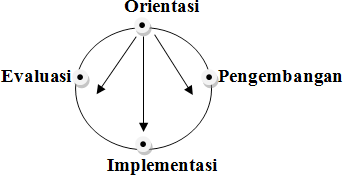 Orientasi
Evaluasi
Pengembangan
Implementasi